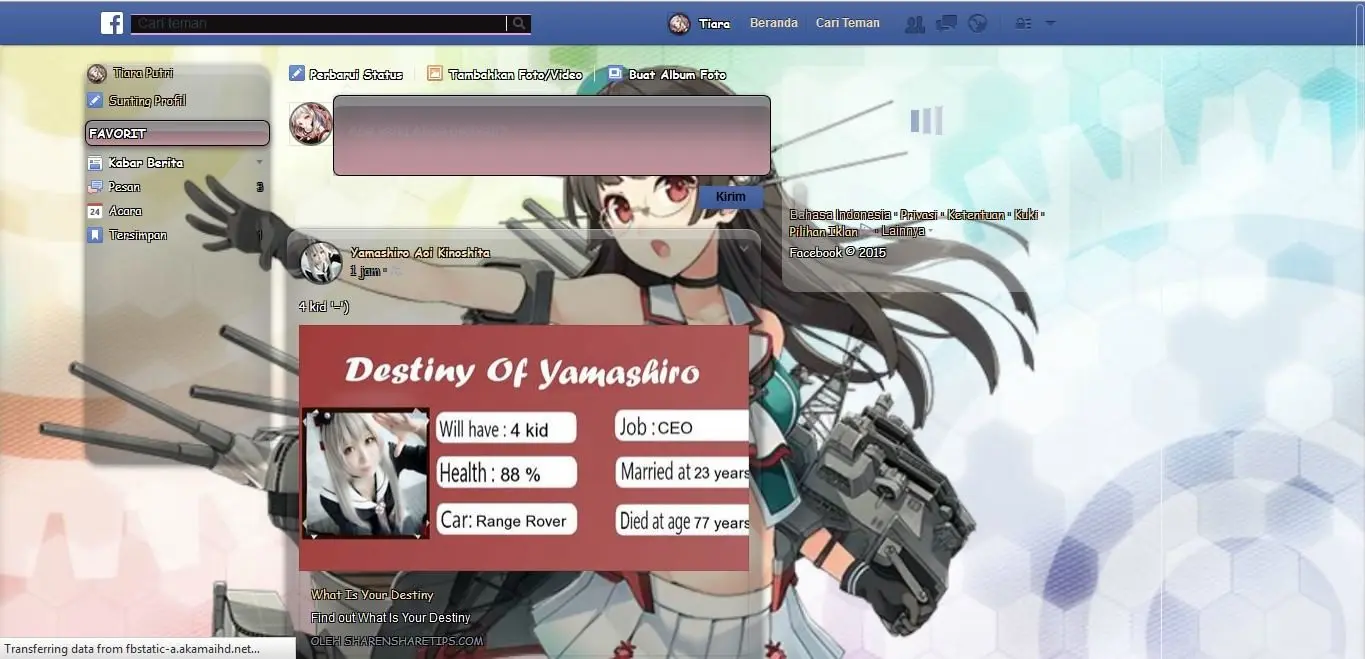 f Cari teman
Tiara Beranda Cari Teman
Tiara Putri
Sunting Profil
FAVORIT
Kabar Berita
Pesan 3
24 Acara
Tersimpan 1
Perbarui Status Tambahkan Foto/Video Buat Album Foto
Kirim
Yamashiro Aoi Kinoshita
1 jam ·
4 kid '-')
Destiny Of Yamashiro
Will have : 4 kid Job : CEO
Health : 88 % Married at 23 years
Car: Range Rover Died at age 77 years
What Is Your Destiny
Find out What Is Your Destiny
OLEH SHARENSHARETIPS.COM
Bahasa Indonesia · Privasi · Ketentuan · Kuki ·
Pilihan Iklan · Lainnya
Facebook © 2015
Transferring data from fbstatic-a.akamaihd.net...